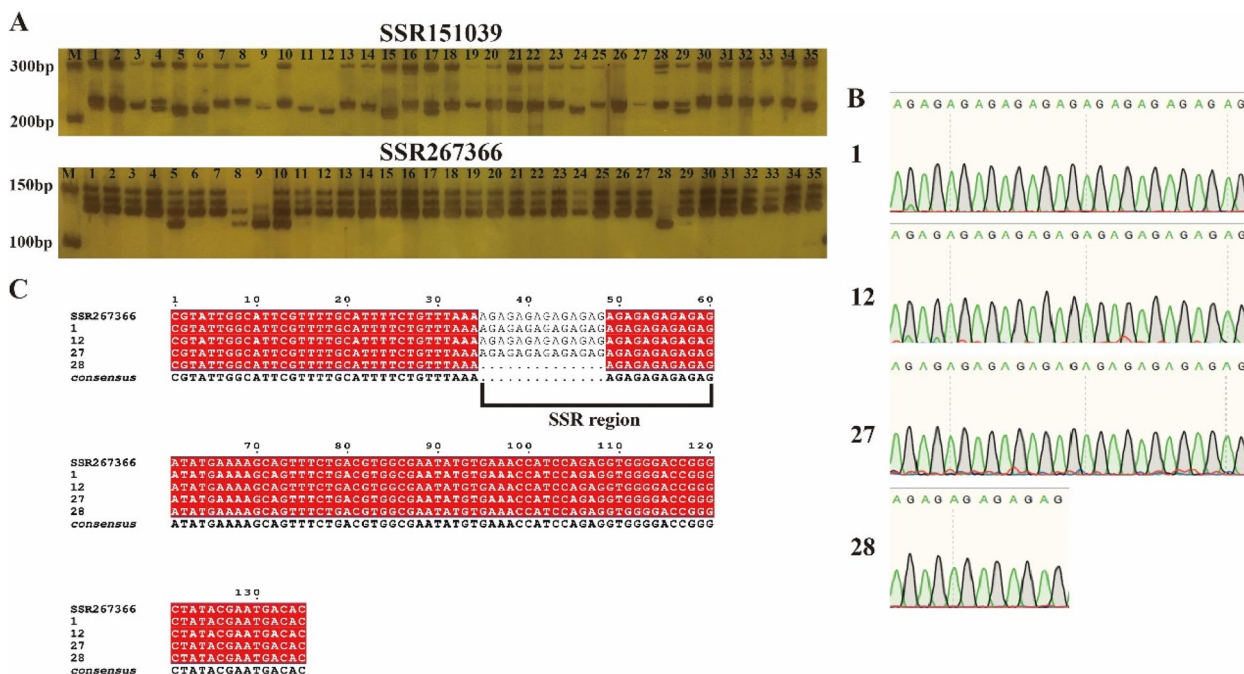 A
SSR151039
M 1 2 3 4 5 6 7 8 9 10 11 12 13 14 15 16 17 18 19 20 21 22 23 24 25 26 27 28 29 30 31 32 33 34 35
300bp
200bp
SSR267366
M 1 2 3 4 5 6 7 8 9 10 11 12 13 14 15 16 17 18 19 20 21 22 23 24 25 26 27 28 29 30 31 32 33 34 35
150bp
100bp
B
AGAGAGAGAGAGAGAGAGAGAGAGAG
1
AGAGAGAGAGAGAGAGAGAGAGAGAG
12
AGAGAGAGAGAGAGAGAGAGAGAGAG
27
AGAGAGAGAGAG
28
C
1 10 20 30 40 50 60
SSR267366 CGTATTGGCATTCGTTTTGCATTTTCTGTTTAAAAGAGAGAGAGAGAGAGAGAGAGAGAG
1 CGTATTGGCATTCGTTTTGCATTTTCTGTTTAAAAGAGAGAGAGAGAGAGAGAGAGAGAG
12 CGTATTGGCATTCGTTTTGCATTTTCTGTTTAAAAGAGAGAGAGAGAGAGAGAGAGAGAG
27 CGTATTGGCATTCGTTTTGCATTTTCTGTTTAAAAGAGAGAGAGAGAGAGAGAGAGAGAG
28 CGTATTGGCATTCGTTTTGCATTTTCTGTTTAAA..............AGAGAGAGAGAG
consensus CGTATTGGCATTCGTTTTGCATTTTCTGTTTAAA..............AGAGAGAGAGAG
SSR region
70 80 90 100 110 120
SSR267366 ATATGAAAAGCAGTTTCTGACGTGGCGAATATGTGAAACCATCCAGAGGTGGGGACCGGG
1 ATATGAAAAGCAGTTTCTGACGTGGCGAATATGTGAAACCATCCAGAGGTGGGGACCGGG
12 ATATGAAAAGCAGTTTCTGACGTGGCGAATATGTGAAACCATCCAGAGGTGGGGACCGGG
27 ATATGAAAAGCAGTTTCTGACGTGGCGAATATGTGAAACCATCCAGAGGTGGGGACCGGG
28 ATATGAAAAGCAGTTTCTGACGTGGCGAATATGTGAAACCATCCAGAGGTGGGGACCGGG
consensus ATATGAAAAGCAGTTTCTGACGTGGCGAATATGTGAAACCATCCAGAGGTGGGGACCGGG
130
SSR267366 CTATACGAATGACAC
1 CTATACGAATGACAC
12 CTATACGAATGACAC
27 CTATACGAATGACAC
28 CTATACGAATGACAC
consensus CTATACGAATGACAC